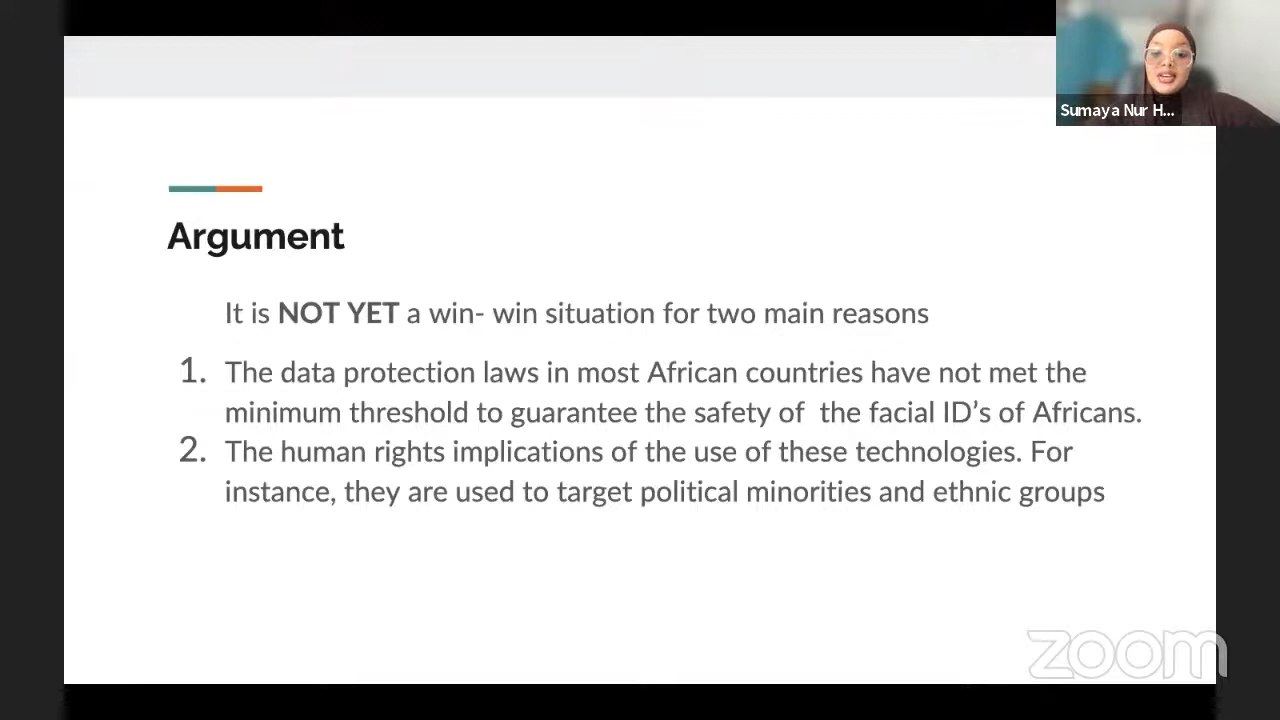 Sumaya Nur H...
Argument
It is NOT YET a win- win situation for two main reasons
1. The data protection laws in most African countries have not met the
minimum threshold to guarantee the safety of  the facial ID's of Africans.
2. The human rights implications of the use of these technologies. For
instance, they are used to target political minorities and ethnic groups
zoom